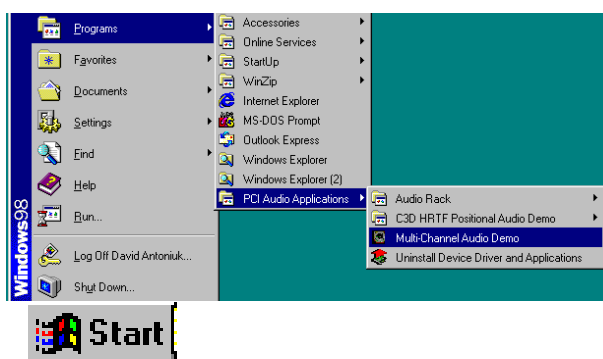 Programs
Favorites
Documents
Settings
Find
Help
Run...
Log Off David Antoniuk...
Shut Down...
Windows98
Accessories
Online Services
StartUp
WinZip
Internet Explorer
MS-DOS Prompt
Outlook Express
Windows Explorer
Windows Explorer (2)
PCI Audio Applications
Audio Rack
C3D HRTF Positional Audio Demo
Multi-Channel Audio Demo
Uninstall Device Driver and Applications
Start